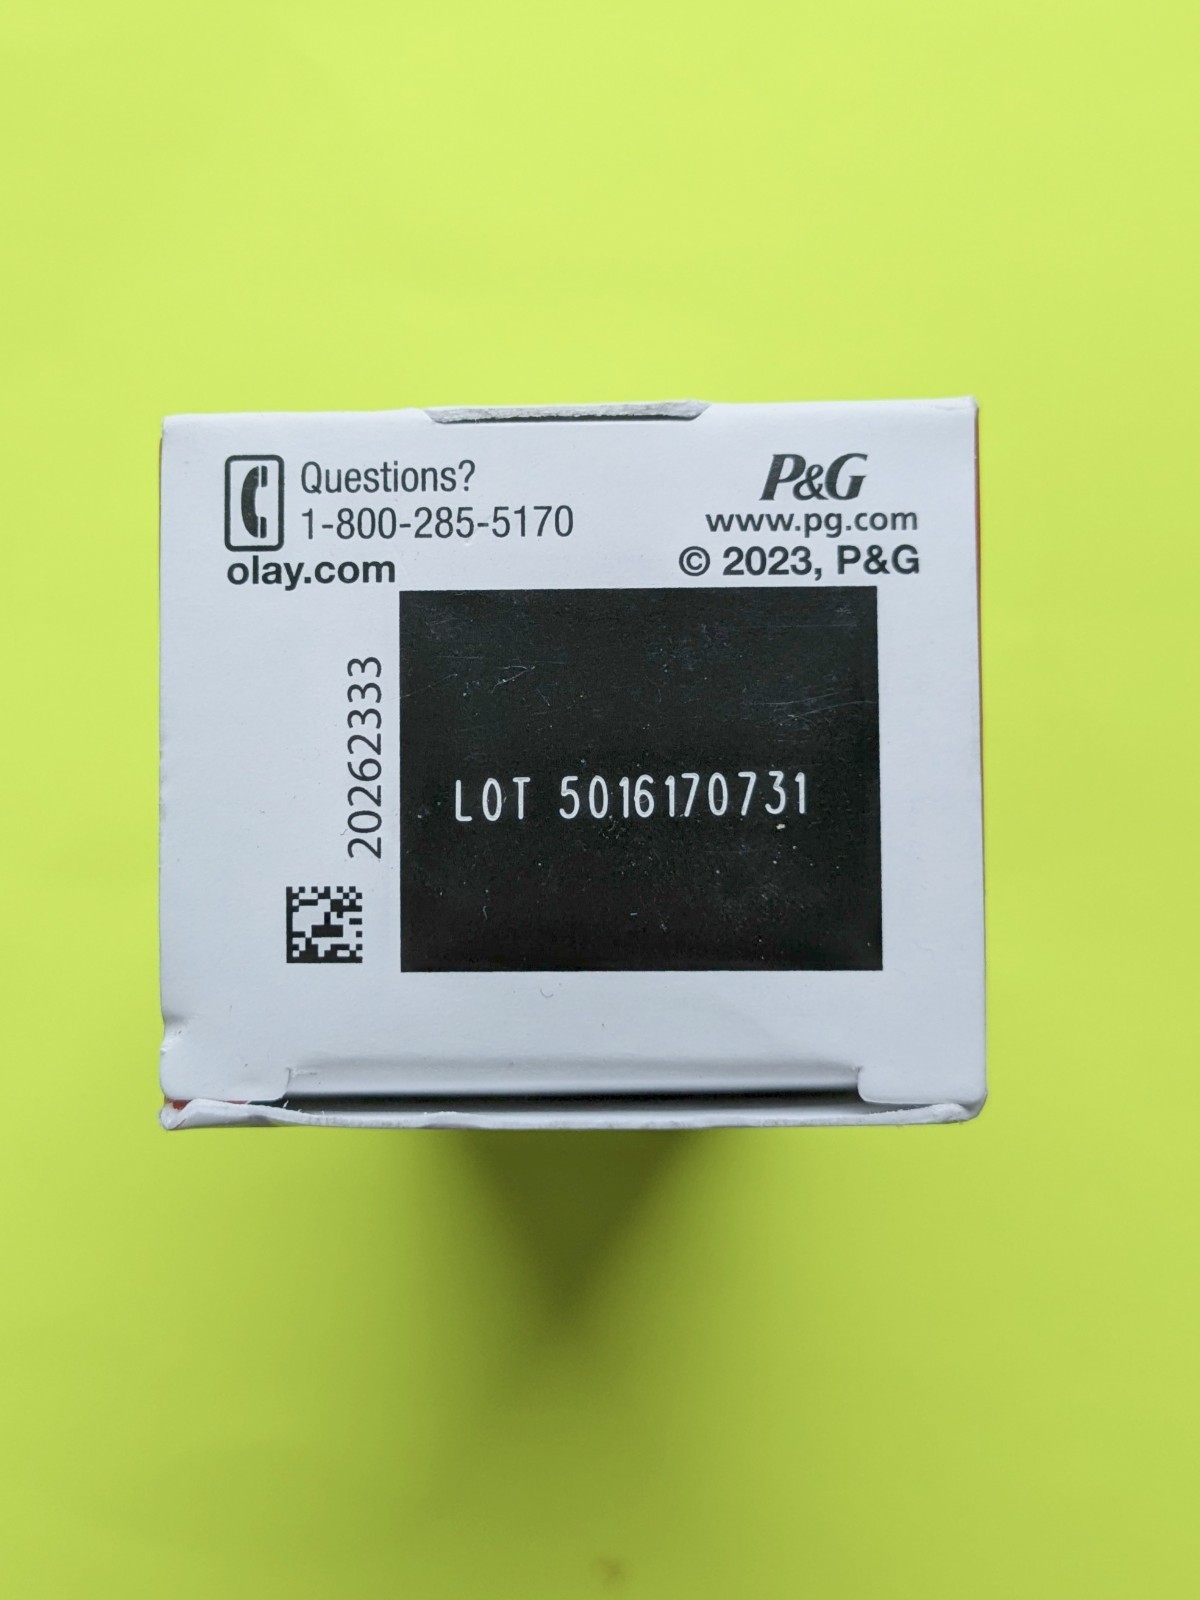 Questions?
1-800-285-5170
olay.com
P&G
www.pg.com
© 2023, P&G
20262333
LOT 5016170731